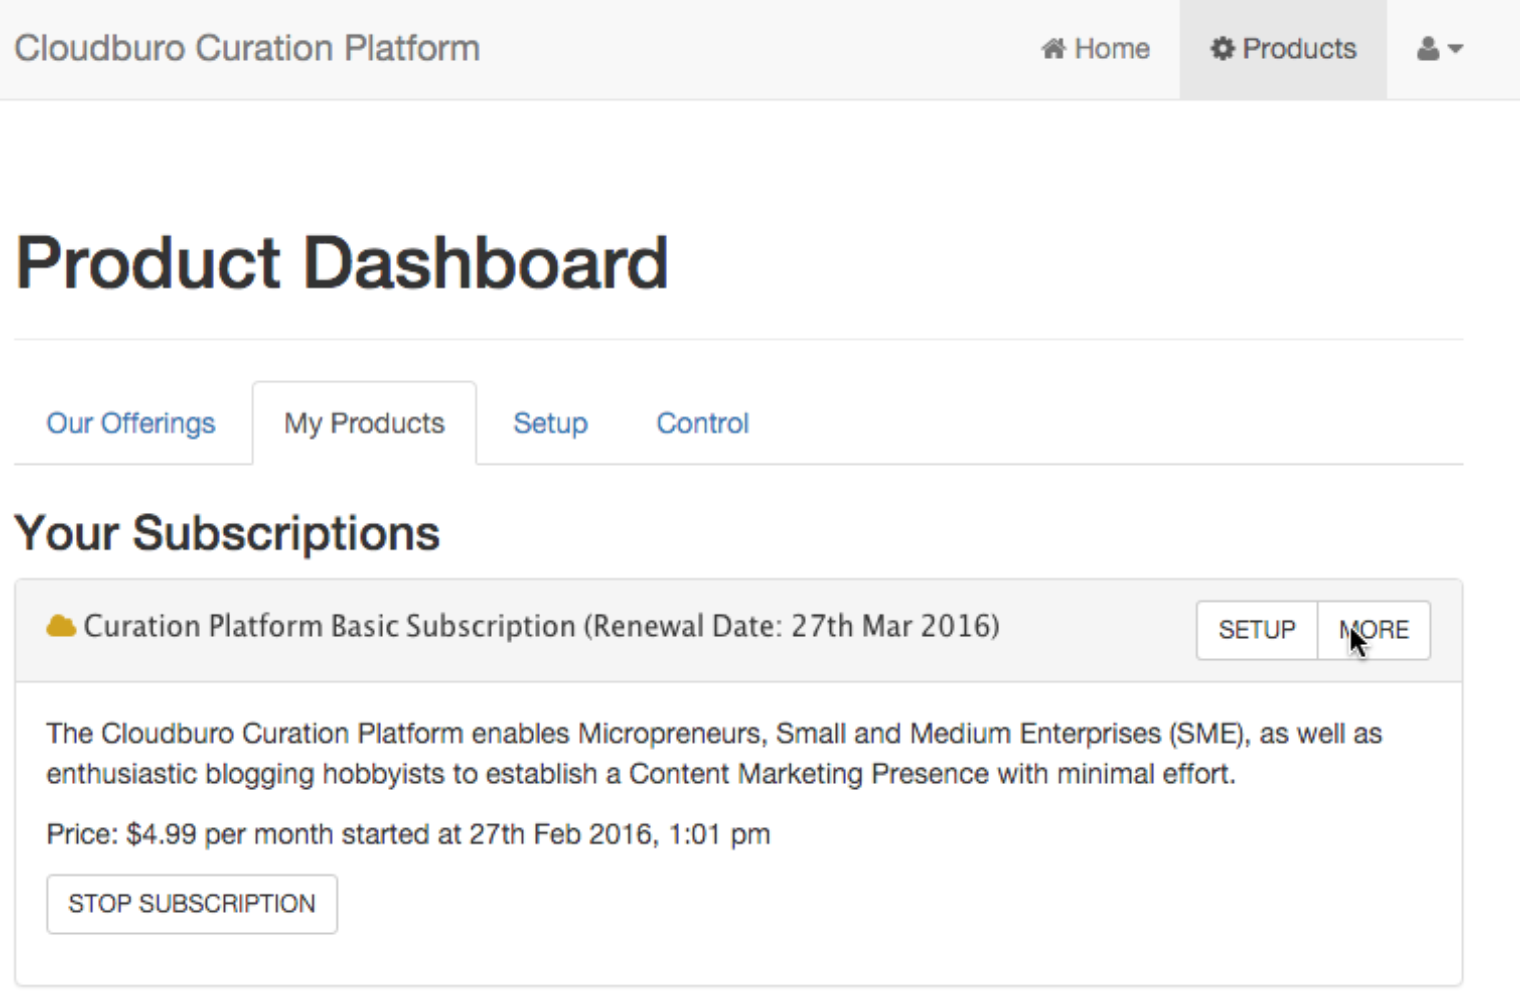 Cloudburo Curation Platform
Home
Products
Product Dashboard
Our Offerings
My Products
Setup
Control
Your Subscriptions
Curation Platform Basic Subscription (Renewal Date: 27th Mar 2016)
SETUP
MORE
The Cloudburo Curation Platform enables Micropreneurs, Small and Medium Enterprises (SME), as well as
enthusiastic blogging hobbyists to establish a Content Marketing Presence with minimal effort.
Price: $4.99 per month started at 27th Feb 2016, 1:01 pm
STOP SUBSCRIPTION